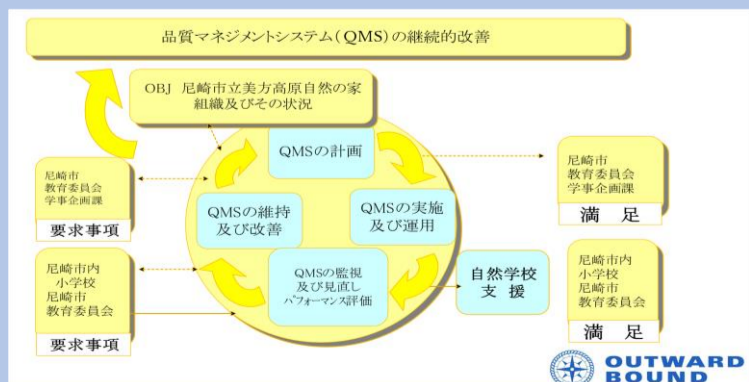 品質マネジメントシステム(QMS)の継続的改善
OBJ 尼崎市立美方高原自然の家
組織及びその状況
QMSの計画
尼崎市
教育委員会
学事企画課
要求事項
QMSの維持
及び改善
QMSの実施
及び運用
尼崎市
教育委員会
学事企画課
満 足
尼崎市内
小学校
尼崎市
教育委員会
要求事項
QMSの監視
及び見直し
パフォーマンス評価
自然学校
支 援
尼崎市内
小学校
尼崎市
教育委員会
満 足
OUTWARD
BOUND